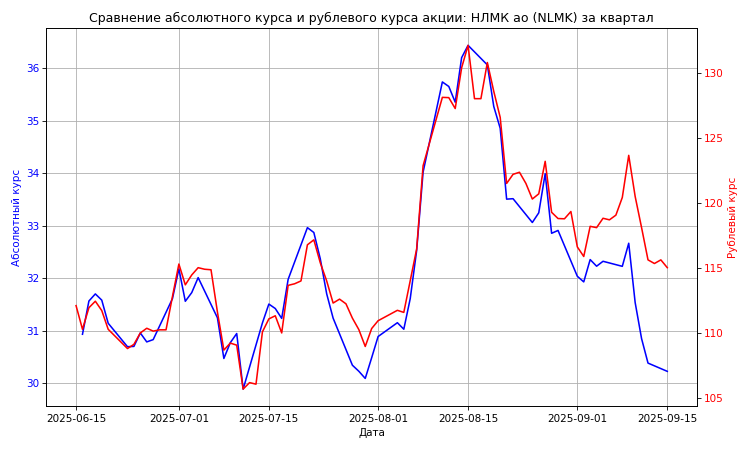 Сравнение абсолютного курса и рублевого курса акции: НЛМК ао (NLMK) за квартал
Абсолютный курс
36
35
34
33
32
31
30
130
125
120
115
110
105
Рублевый курс
2025-06-15 2025-07-01 2025-07-15 2025-08-01 2025-08-15 2025-09-01 2025-09-15
Дата